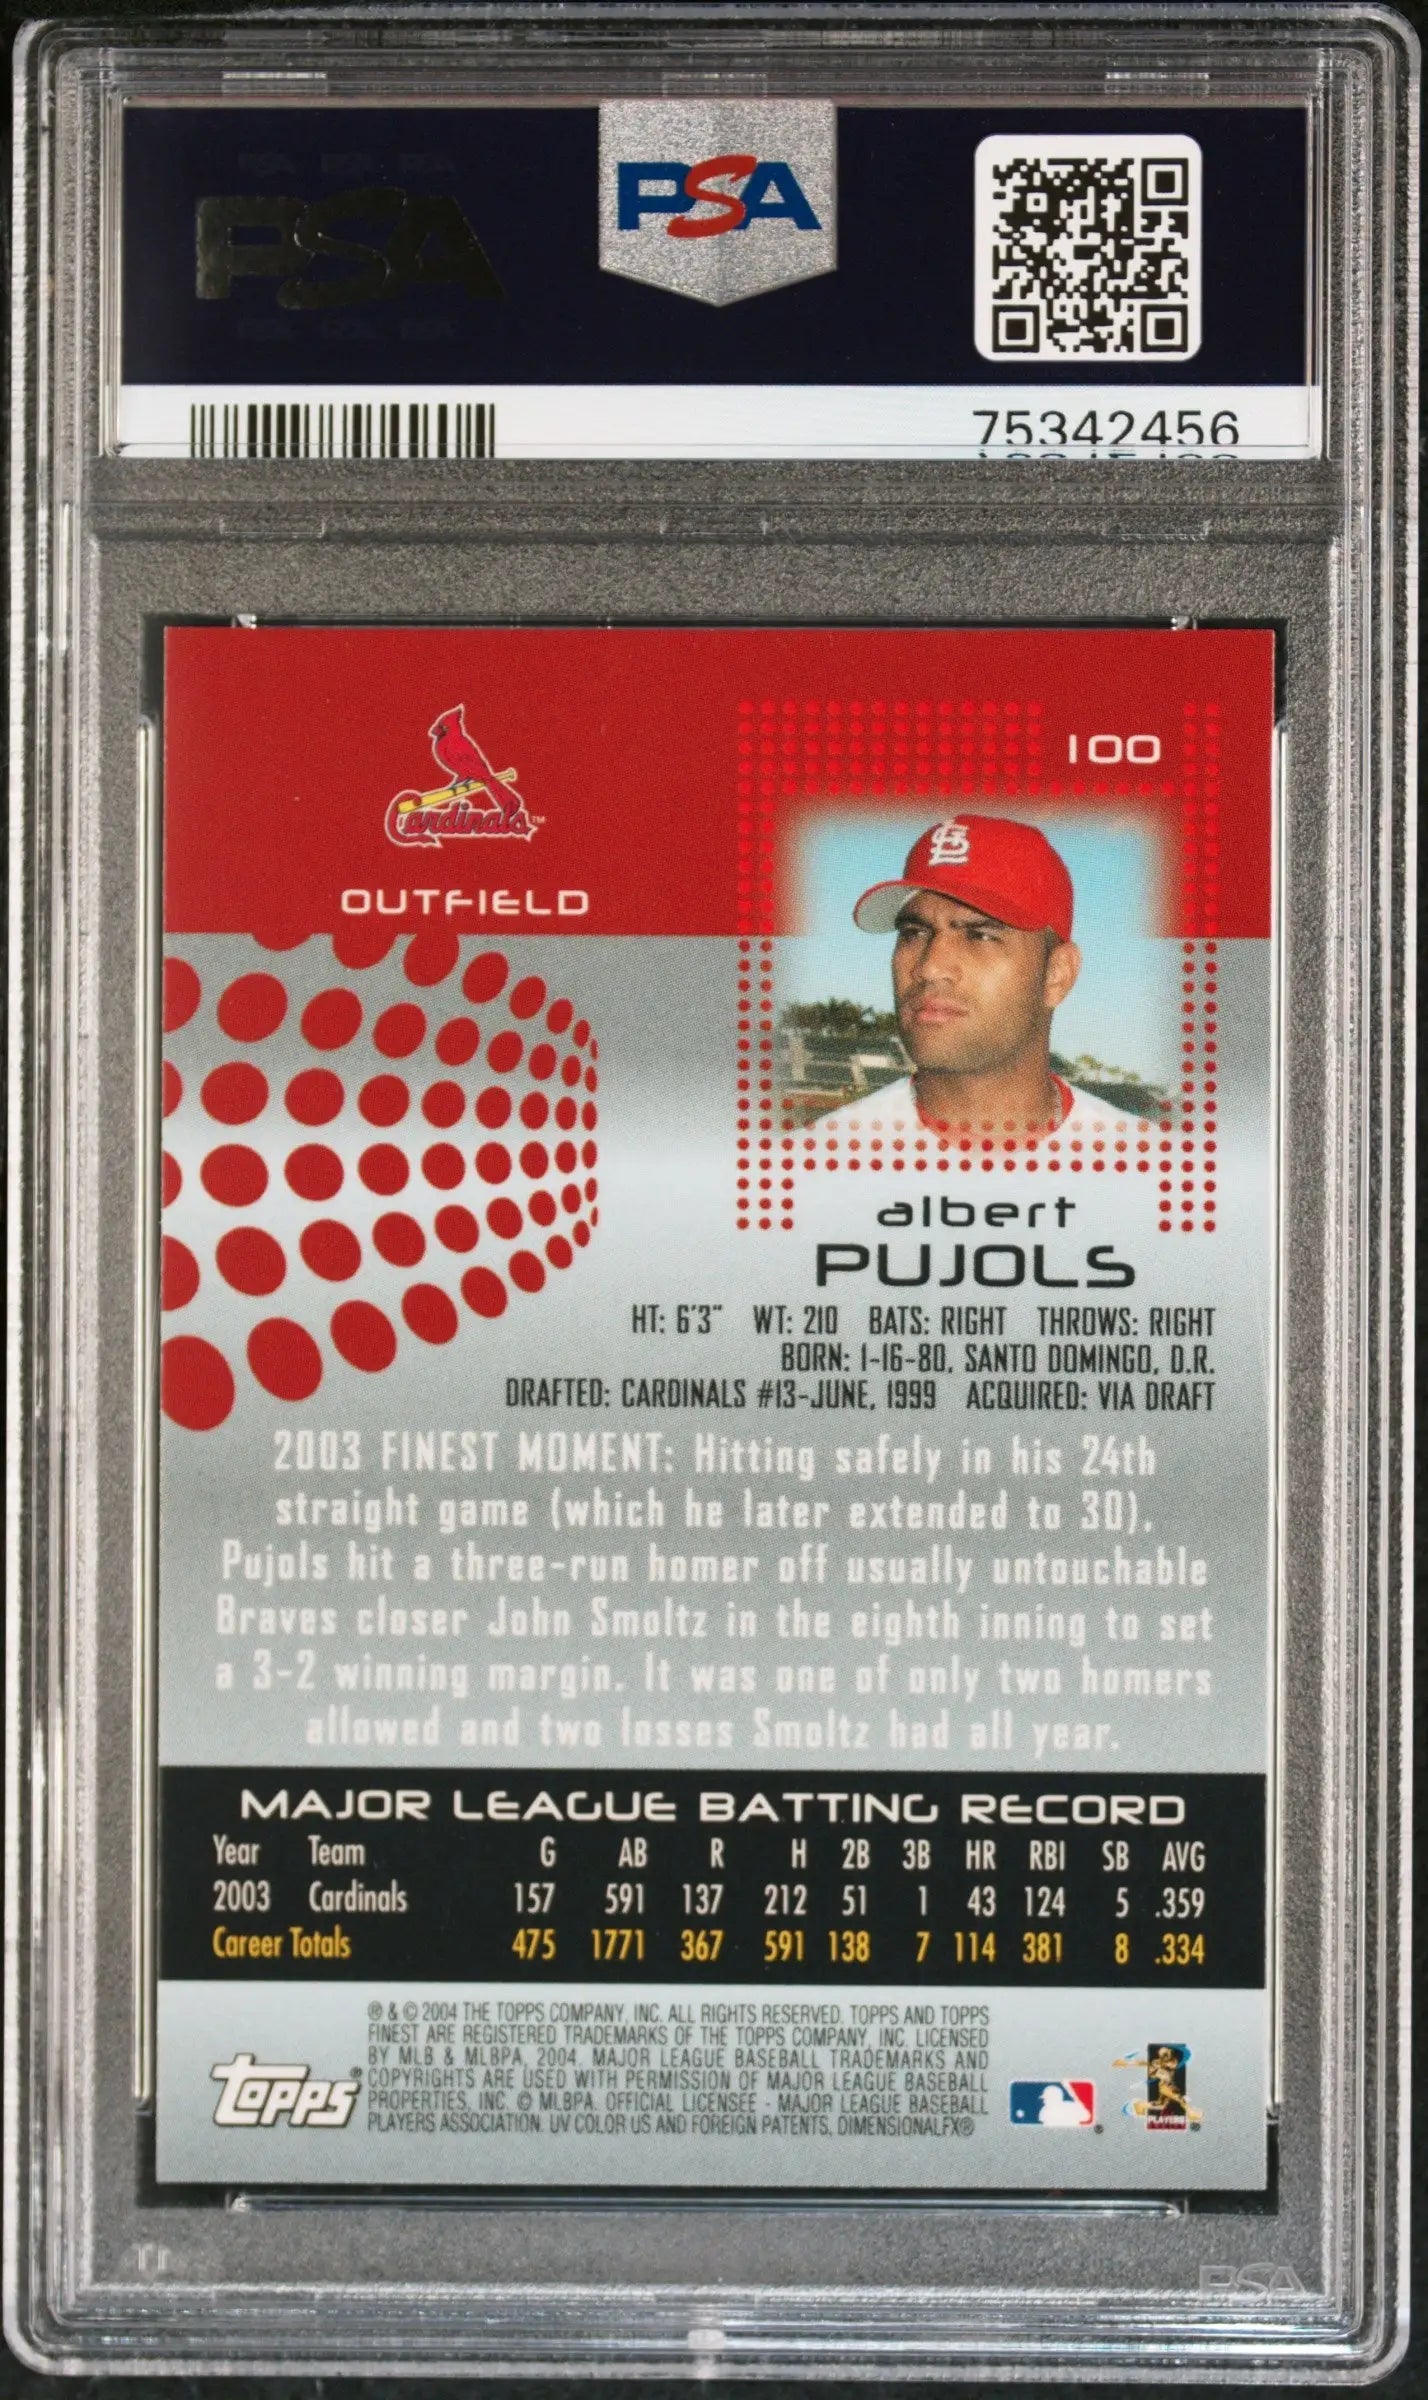 PSA
PSA
75342456
100
Cardinals™
OUTFIELD
albert
PUJOLS
HT: 6'3" WT: 210 BATS: RIGHT THROWS: RIGHT
BORN: 1-16-80, SANTO DOMINGO, D.R.
DRAFTED: CARDINALS #13-JUNE, 1999 ACQUIRED: VIA DRAFT
2003 FINEST MOMENT: Hitting safely in his 24th
straight game (which he later extended to 30),
Pujols hit a three-run homer off usually untouchable
Braves closer John Smoltz in the eighth inning to set
a 3-2 winning margin. It was one of only two homers
allowed and two losses Smoltz had all year.
MAJOR LEAGUE BATTING RECORD
Year Team G AB R H 2B 3B HR RBI SB AVG
2003 Cardinals 157 591 137 212 51 1 43 124 5 .359
Career Totals 475 1771 367 591 138 7 114 381 8 .334
® & © 2004 THE TOPPS COMPANY, INC. ALL RIGHTS RESERVED. TOPPS AND TOPPS
FINEST ARE REGISTERED TRADEMARKS OF THE TOPPS COMPANY, INC. LICENSED
BY MLB & MLBPA, 2004. MAJOR LEAGUE BASEBALL TRADEMARKS AND
COPYRIGHTS ARE USED WITH PERMISSION OF MAJOR LEAGUE BASEBALL
PROPERTIES, INC. © MLBPA. OFFICIAL LICENSEE - MAJOR LEAGUE BASEBALL
PLAYERS ASSOCIATION. UV COLOR US AND FOREIGN PATENTS, DIMENSIONALFX®
topps®
PLAYERS
PSA